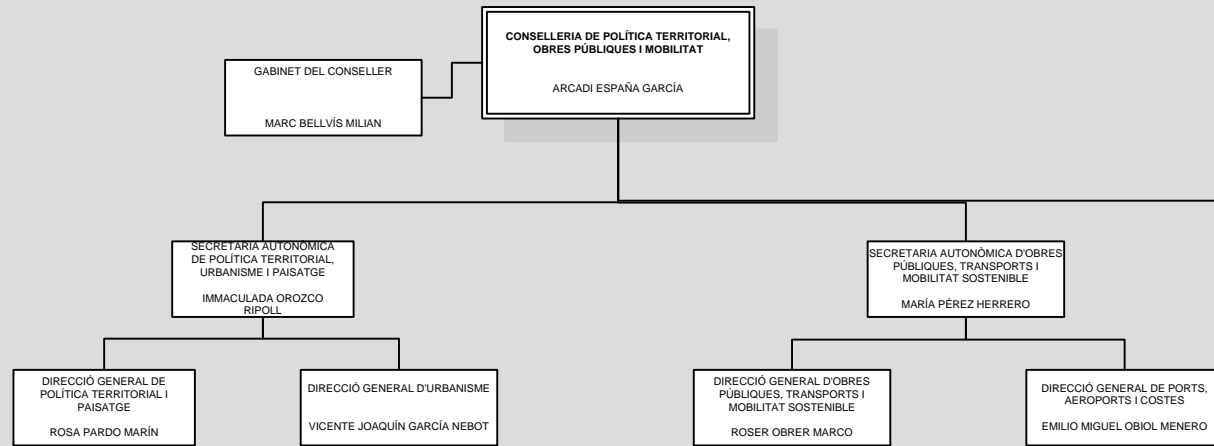 CONSELLERIA DE POLÍTICA TERRITORIAL,
OBRES PÚBLIQUES I MOBILITAT
ARCADI ESPAÑA GARCÍA
GABINET DEL CONSELLER
MARC BELLVÍS MILIAN
SECRETARIA AUTONÒMICA
DE POLÍTICA TERRITORIAL,
URBANISME I PAISATGE
IMMACULADA OROZCO
RIPOLL
SECRETARIA AUTONÒMICA D'OBRES
PÚBLIQUES, TRANSPORTS I
MOBILITAT SOSTENIBLE
MARÍA PÉREZ HERRERO
DIRECCIÓ GENERAL DE
POLÍTICA TERRITORIAL I
PAISATGE
ROSA PARDO MARÍN
DIRECCIÓ GENERAL D'URBANISME
VICENTE JOAQUÍN GARCÍA NEBOT
DIRECCIÓ GENERAL D'OBRES
PÚBLIQUES, TRANSPORTS I
MOBILITAT SOSTENIBLE
ROSER OBRER MARCO
DIRECCIÓ GENERAL DE PORTS,
AEROPORTS I COSTES
EMILIO MIGUEL OBIOL MENERO